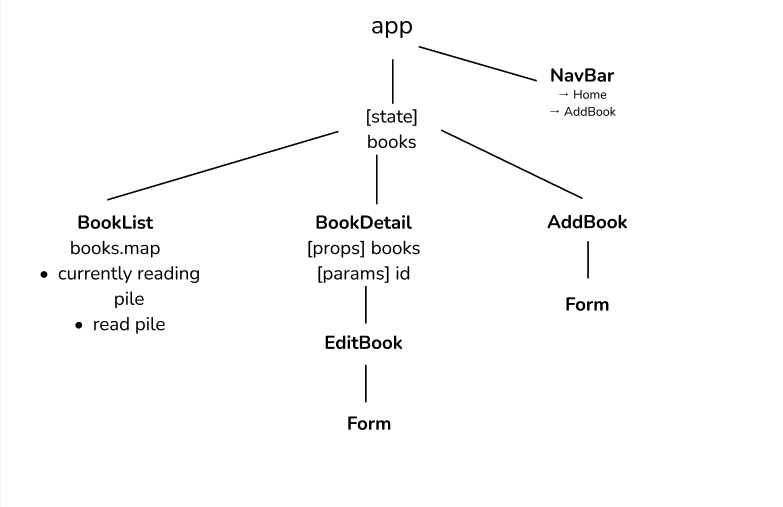 app
NavBar
→ Home
→ AddBook
[state]
books
BookList
books.map
• currently reading
pile
• read pile
BookDetail
[props] books
[params] id
EditBook
Form
AddBook
Form